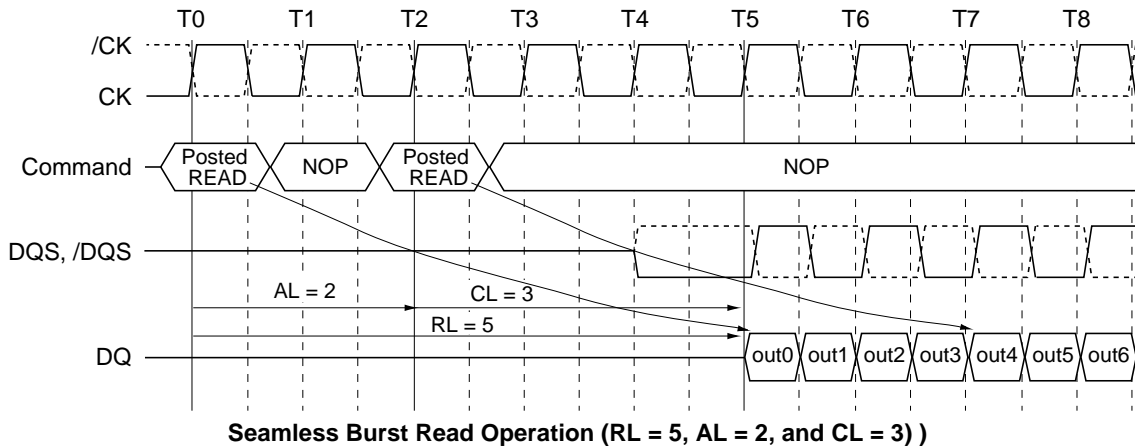 T0 T1 T2 T3 T4 T5 T6 T7 T8
/CK
CK
Command
Posted
READ
NOP
Posted
READ
NOP
DQS, /DQS
AL = 2
CL = 3
RL = 5
DQ
out0 out1 out2 out3 out4 out5 out6
Seamless Burst Read Operation (RL = 5, AL = 2, and CL = 3) )